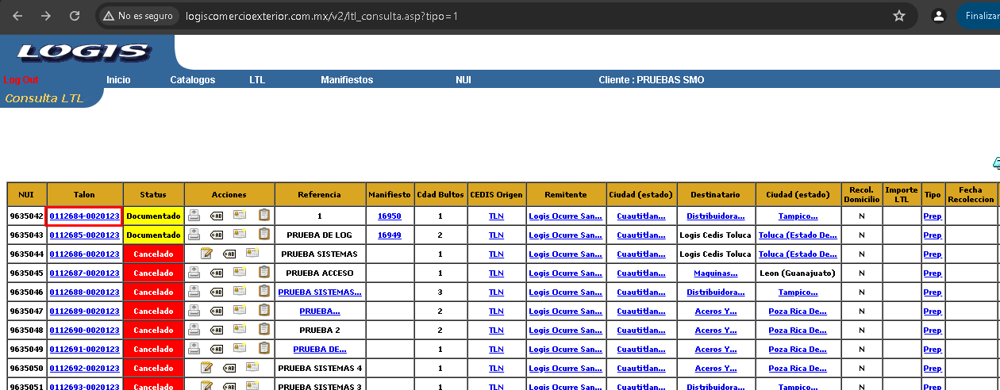 No es seguro logiscomercioexterior.com.mx/v2/ltl_consulta.asp?tipo=1 Finalizar
LOGIS
Log Out Inicio Catalogos LTL Manifiestos NUI Cliente : PRUEBAS SMO
Consulta LTL
NUI Talon Status Acciones Referencia Manifiesto Cdad Bultos CEDIS Origen Remitente Ciudad (estado) Destinatario Ciudad (estado) Recol. Domicilio Importe LTL Tipo Fecha Recoleccion
9635042 0112684-0020123 Documentado AB 1 16950 1 TLN Logis Ocurre San... Cuautitlan... Distribuidora... Tampico... N Prep
9635043 0112685-0020123 Documentado AB PRUEBA DE LOG 16949 2 TLN Logis Ocurre San... Cuautitlan... Logis Cedis Toluca Toluca (Estado De... N Prep
9635044 0112686-0020123 Cancelado AB PRUEBA SISTEMAS 1 TLN Logis Ocurre San... Cuautitlan... Logis Cedis Toluca Toluca (Estado De... N Prep
9635045 0112687-0020123 Cancelado AB PRUEBA ACCESO 1 TLN Logis Ocurre San... Cuautitlan... Maquinas... Leon (Guanajuato) N Prep
9635046 0112688-0020123 Cancelado AB PRUEBA SISTEMAS... 3 TLN Logis Ocurre San... Cuautitlan... Distribuidora... Tampico... N Prep
9635047 0112689-0020123 Cancelado AB PRUEBA... 2 TLN Logis Ocurre San... Cuautitlan... Aceros Y... Poza Rica De... N Prep
9635048 0112690-0020123 Cancelado AB PRUEBA 2 2 TLN Logis Ocurre San... Cuautitlan... Aceros Y... Poza Rica De... N Prep
9635049 0112691-0020123 Cancelado AB PRUEBA DE... 1 TLN Logis Ocurre San... Cuautitlan... Aceros Y... Poza Rica De... N Prep
9635050 0112692-0020123 Cancelado AB PRUEBA SISTEMAS 4 1 TLN Logis Ocurre San... Cuautitlan... Aceros Y... Poza Rica De... N Prep
9635051 0112693-0020123 Cancelado AB PRUEBA SISTEMAS 3 1 TLN Logis Ocurre San... Cuautitlan... Distribuidora... Tampico... N Prep